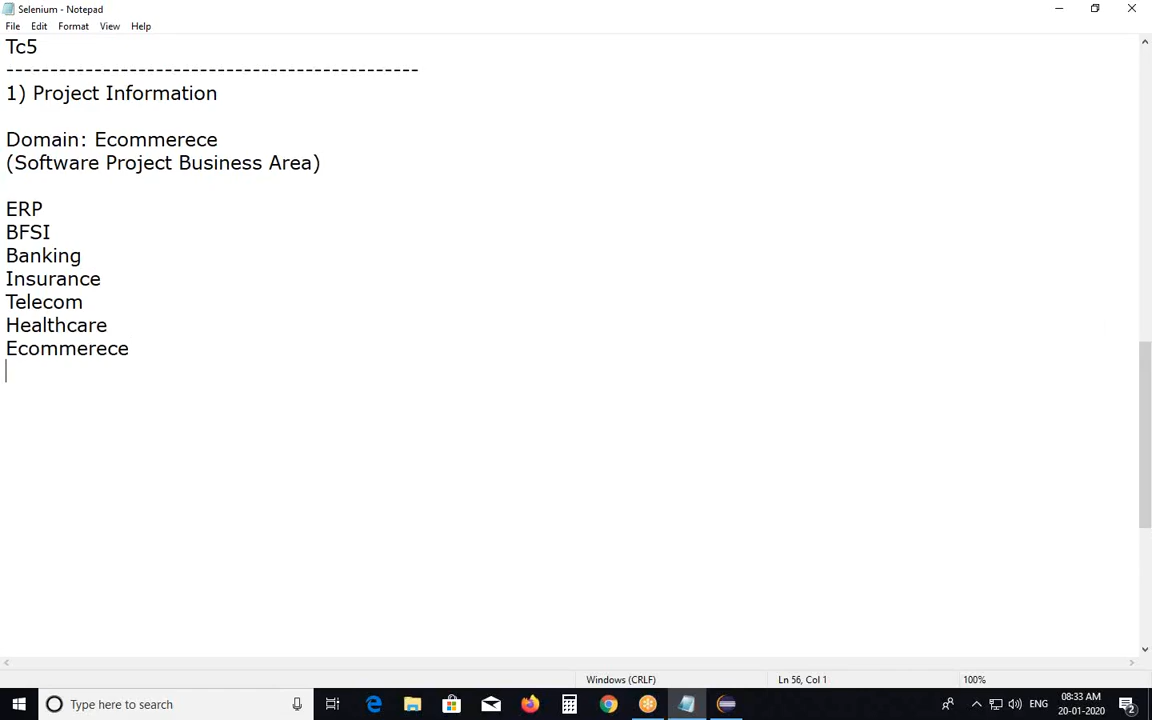 Selenium - Notepad
File Edit Format View Help
Tc5
-----------------------------------------------
1) Project Information
Domain: Ecommerece
(Software Project Business Area)
ERP
BFSI
Banking
Insurance
Telecom
Healthcare
Ecommerece
Windows (CRLF) Ln 56, Col 1 100%
Type here to search
ENG
08:33 AM
20-01-2020
2